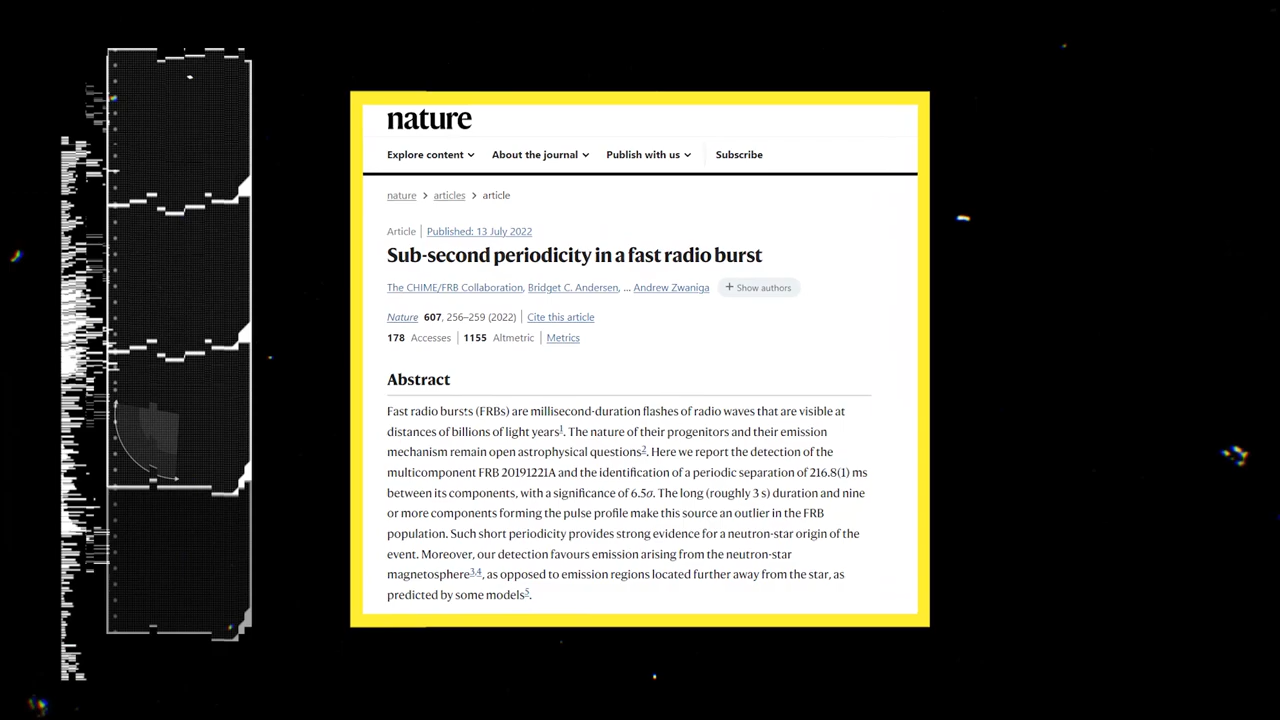 nature
Explore content About the journal Publish with us Subscribe
nature > articles > article
Article | Published: 13 July 2022
Sub-second periodicity in a fast radio burst
The CHIME/FRB Collaboration, Bridget C. Andersen, ... Andrew Zwaniga + Show authors
Nature 607, 256–259 (2022) | Cite this article
178 Accesses | 1155 Altmetric | Metrics
Abstract
Fast radio bursts (FRBs) are millisecond-duration flashes of radio waves that are visible at
distances of billions of light years1. The nature of their progenitors and their emission
mechanism remain open astrophysical questions2. Here we report the detection of the
multicomponent FRB 20191221A and the identification of a periodic separation of 216.8(1) ms
between its components, with a significance of 6.5σ. The long (roughly 3 s) duration and nine
or more components forming the pulse profile make this source an outlier in the FRB
population. Such short periodicity provides strong evidence for a neutron-star origin of the
event. Moreover, our detection favours emission arising from the neutron-star
magnetosphere3,4, as opposed to emission regions located further away from the star, as
predicted by some models5.